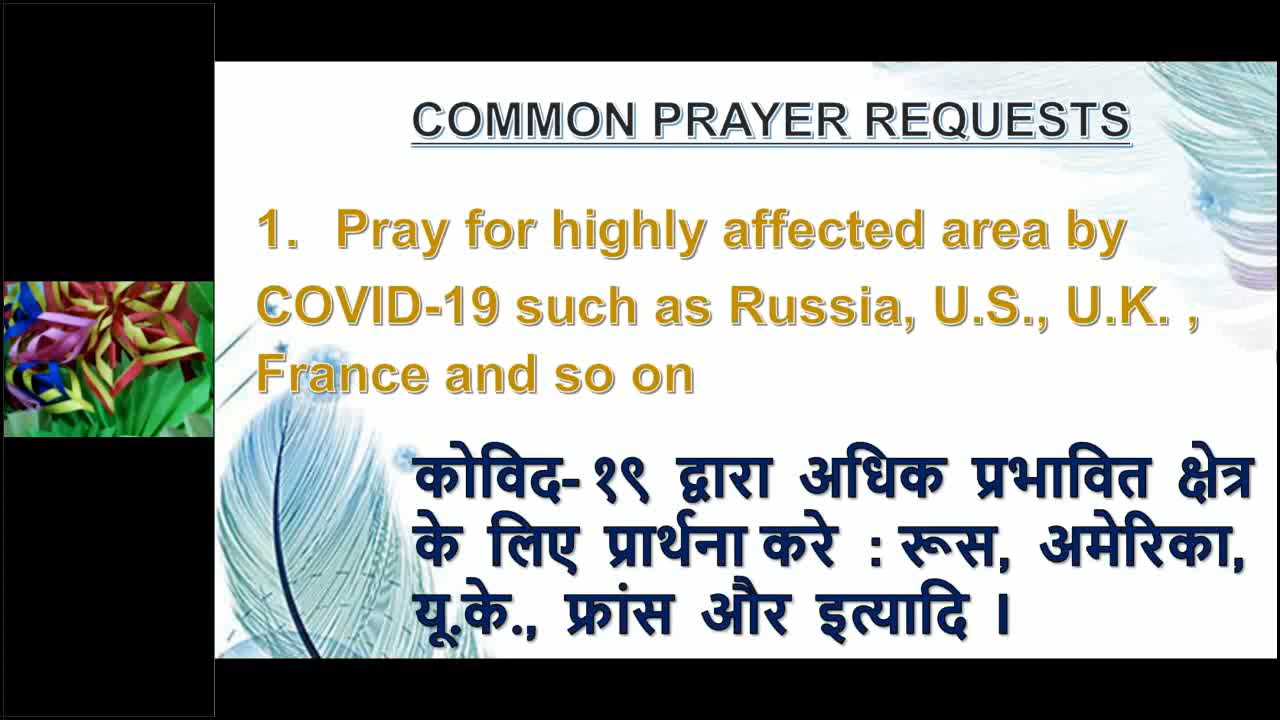 COMMON PRAYER REQUESTS
1. Pray for highly affected area by
COVID-19 such as Russia, U.S., U.K. ,
France and so on
कोविद- १९ द्वारा अधिक प्रभावित क्षेत्र
के लिए प्रार्थना करे : रूस, अमेरिका,
यू.के., फ्रांस और इत्यादि ।